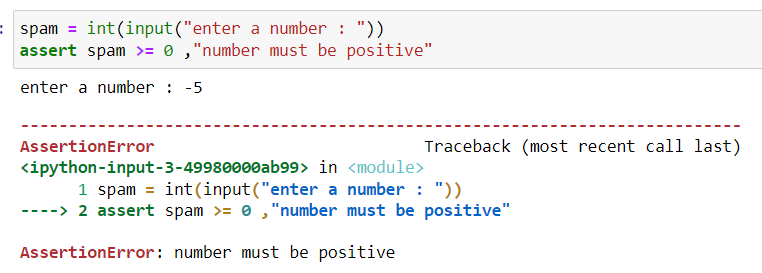 : spam = int(input("enter a number : "))
assert spam >= 0 ,"number must be positive"
enter a number : -5
---------------------------------------------------------------------------
AssertionError                            Traceback (most recent call last)
<ipython-input-3-49980000ab99> in <module>
      1 spam = int(input("enter a number : "))
----> 2 assert spam >= 0 ,"number must be positive"
AssertionError: number must be positive